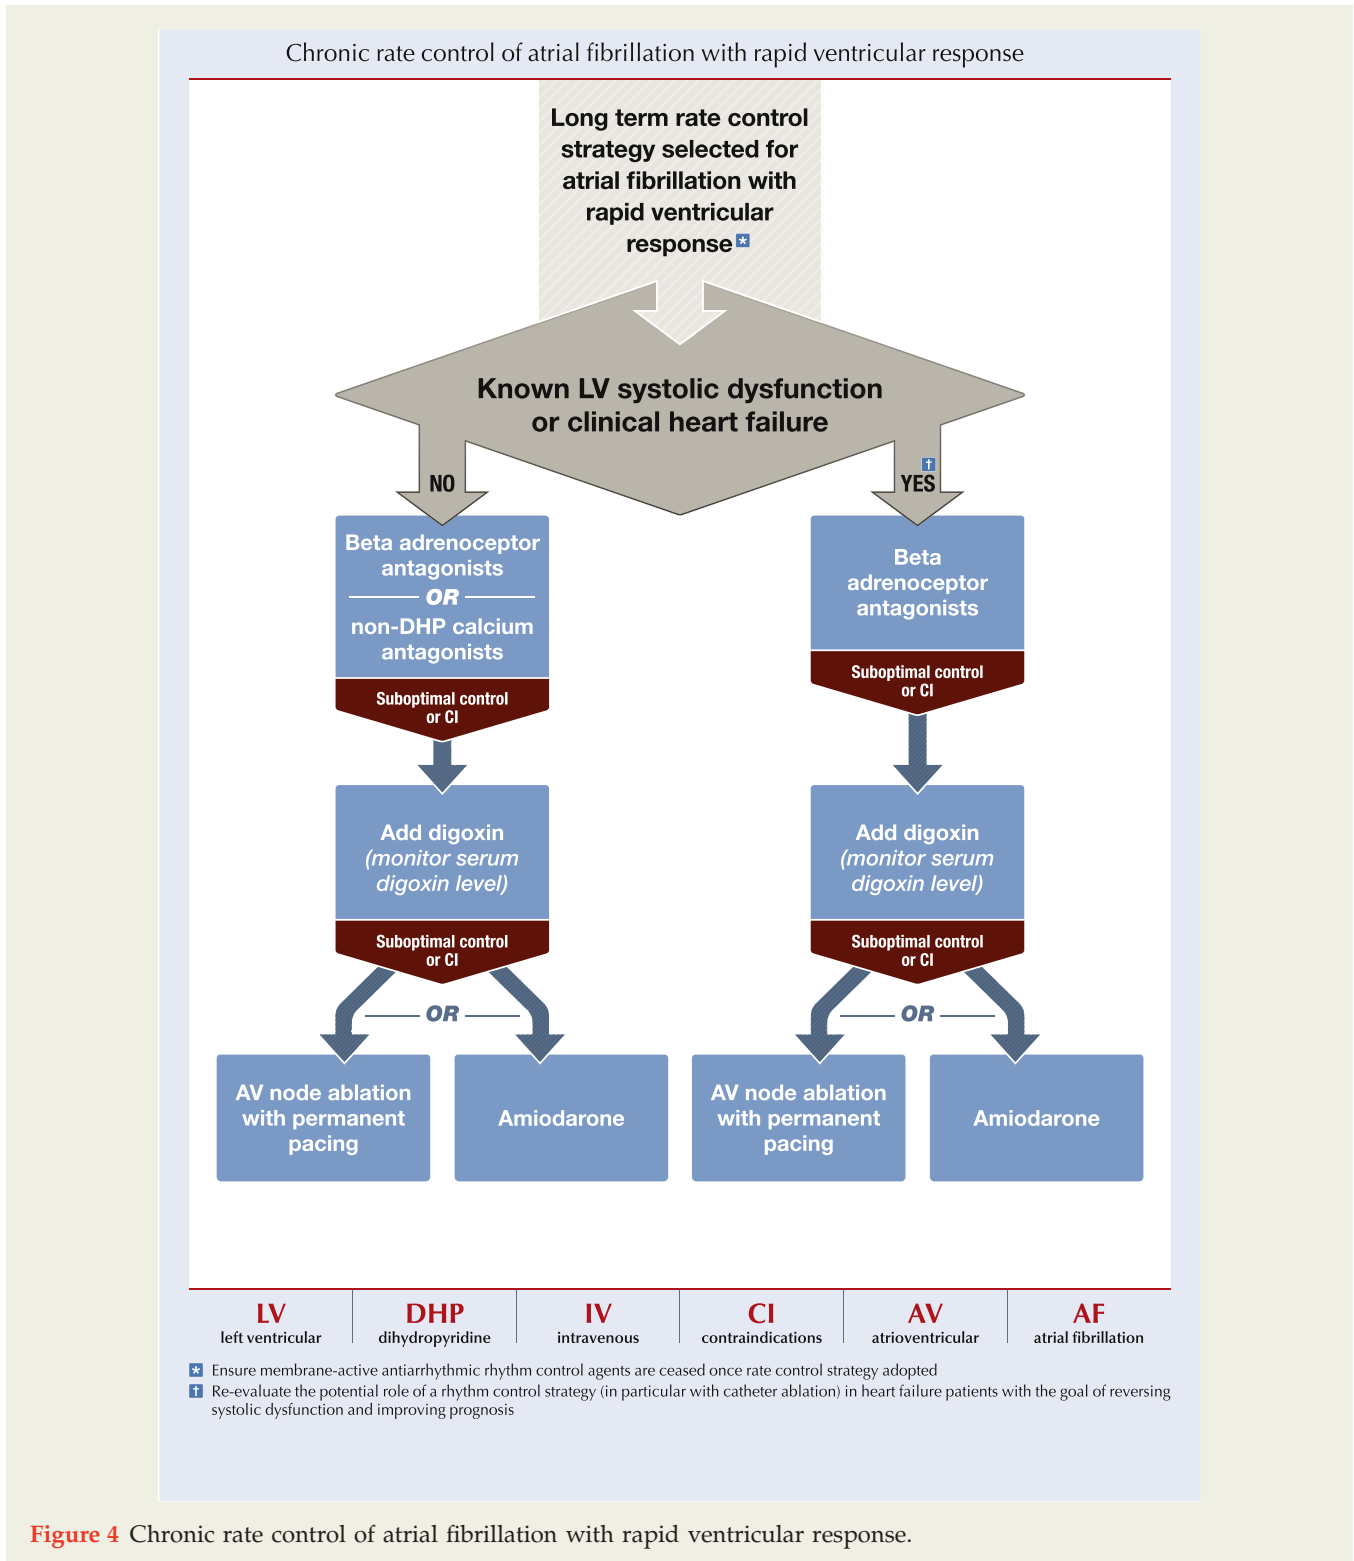 Chronic rate control of atrial fibrillation with rapid ventricular response
Long term rate control
strategy selected for
atrial fibrillation with
rapid ventricular
response*
Known LV systolic dysfunction
or clinical heart failure
NO
†
YES
Beta adrenoceptor
antagonists
OR
non-DHP calcium
antagonists
Suboptimal control
or CI
Beta
adrenoceptor
antagonists
Suboptimal control
or CI
Add digoxin
(monitor serum
digoxin level)
Suboptimal control
or CI
Add digoxin
(monitor serum
digoxin level)
Suboptimal control
or CI
OR
OR
AV node ablation
with permanent
pacing
Amiodarone
AV node ablation
with permanent
pacing
Amiodarone
LV
left ventricular
DHP
dihydropyridine
IV
intravenous
CI
contraindications
AV
atrioventricular
AF
atrial fibrillation
* Ensure membrane-active antiarrhythmic rhythm control agents are ceased once rate control strategy adopted
† Re-evaluate the potential role of a rhythm control strategy (in particular with catheter ablation) in heart failure patients with the goal of reversing
systolic dysfunction and improving prognosis
Figure 4 Chronic rate control of atrial fibrillation with rapid ventricular response.